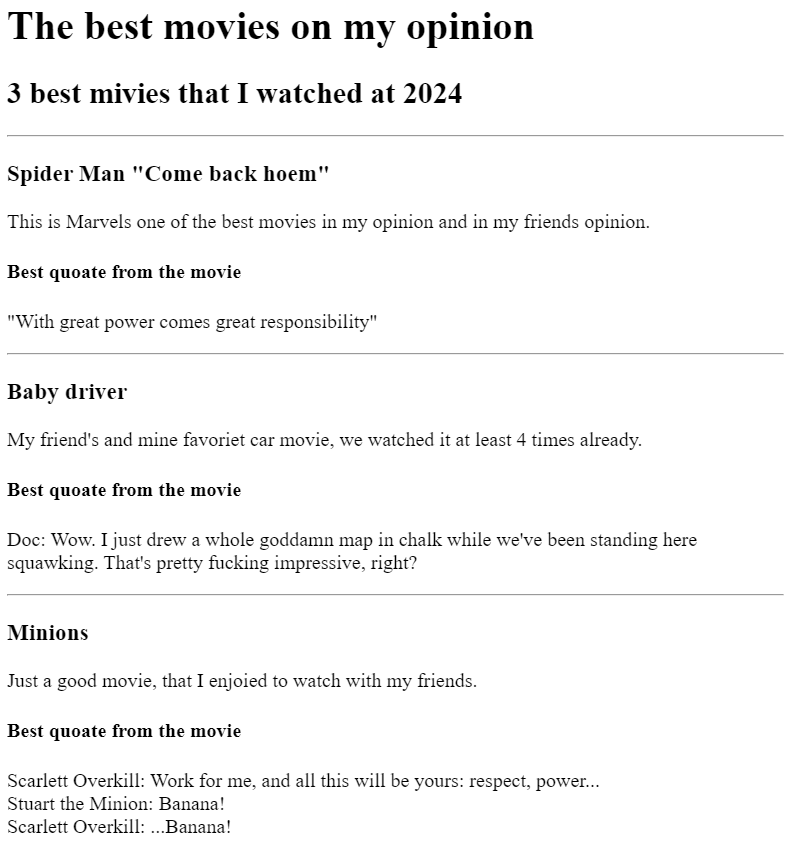 The best movies on my opinion
3 best mivies that I watched at 2024
Spider Man "Come back hoem"
This is Marvels one of the best movies in my opinion and in my friends opinion.
Best quoate from the movie
"With great power comes great responsibility"
Baby driver
My friend's and mine favoriet car movie, we watched it at least 4 times already.
Best quoate from the movie
Doc: Wow. I just drew a whole goddamn map in chalk while we've been standing here
squawking. That's pretty fucking impressive, right?
Minions
Just a good movie, that I enjoied to watch with my friends.
Best quoate from the movie
Scarlett Overkill: Work for me, and all this will be yours: respect, power...
Stuart the Minion: Banana!
Scarlett Overkill: ...Banana!